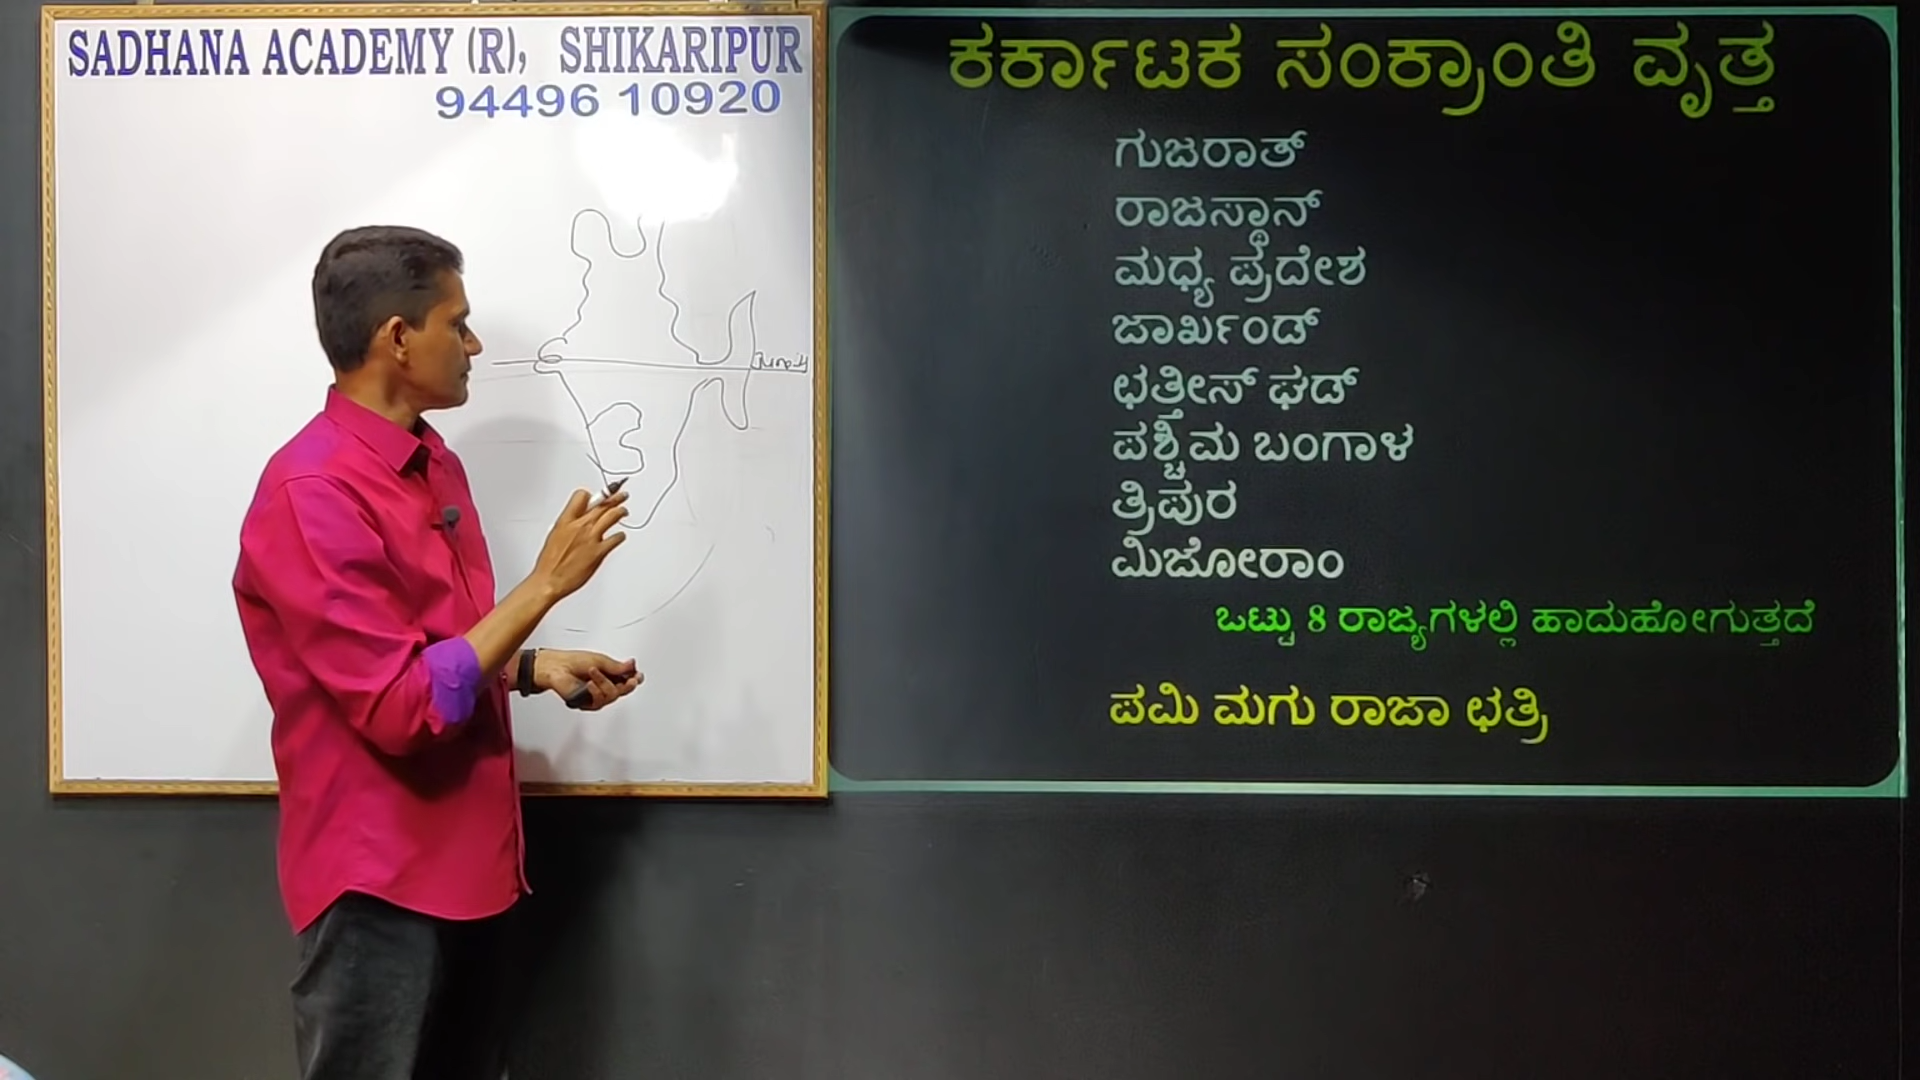 SADHANA ACADEMY (R), SHIKARIPUR
94496 10920
ಕರ್ಕಾಟಕ ಸಂಕ್ರಾಂತಿ ವೃತ್ತ
ಗುಜರಾತ್
ರಾಜಸ್ಥಾನ್
ಮಧ್ಯ ಪ್ರದೇಶ
ಜಾರ್ಖಂಡ್
ಛತ್ತೀಸ್ ಘಡ್
ಪಶ್ಚಿಮ ಬಂಗಾಳ
ತ್ರಿಪುರ
ಮಿಜೋರಾಂ
ಒಟ್ಟು 8 ರಾಜ್ಯಗಳಲ್ಲಿ ಹಾದುಹೋಗುತ್ತದೆ
ಪಮಿ ಮಗು ರಾಜಾ ಛತ್ರಿ